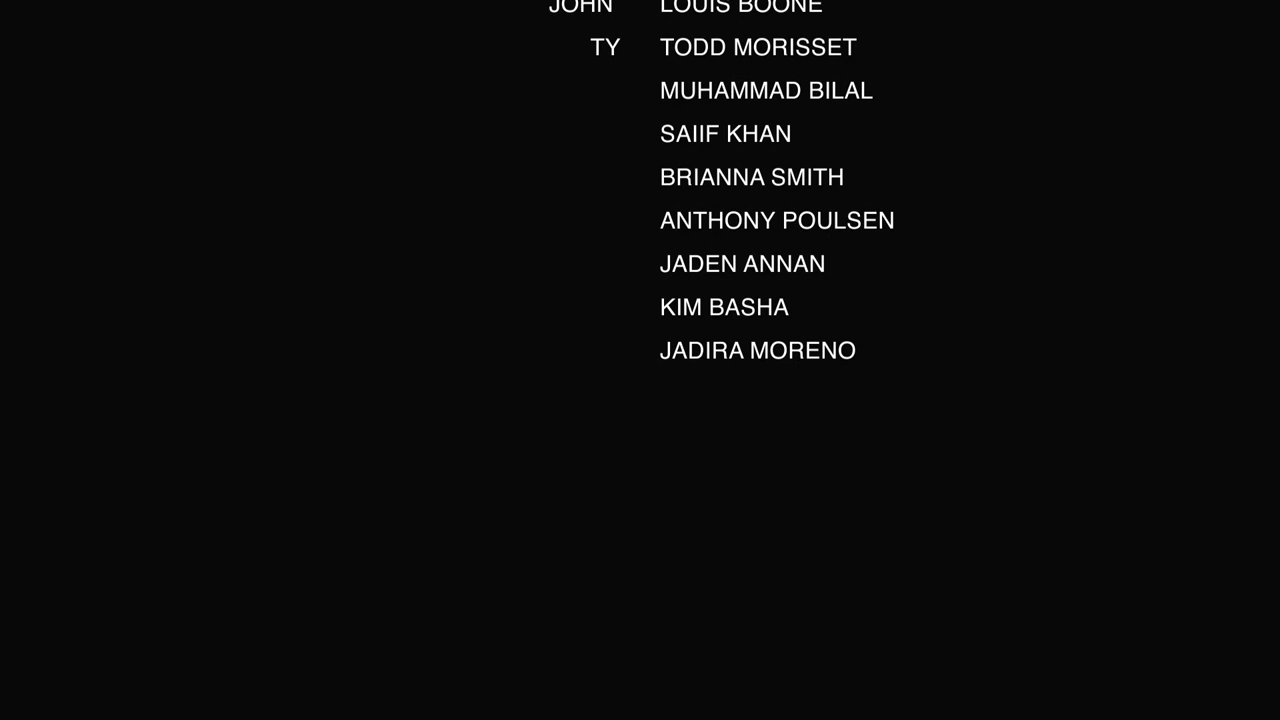 JOHN LOUIS BOONE
TY TODD MORISSET
MUHAMMAD BILAL
SAIIF KHAN
BRIANNA SMITH
ANTHONY POULSEN
JADEN ANNAN
KIM BASHA
JADIRA MORENO